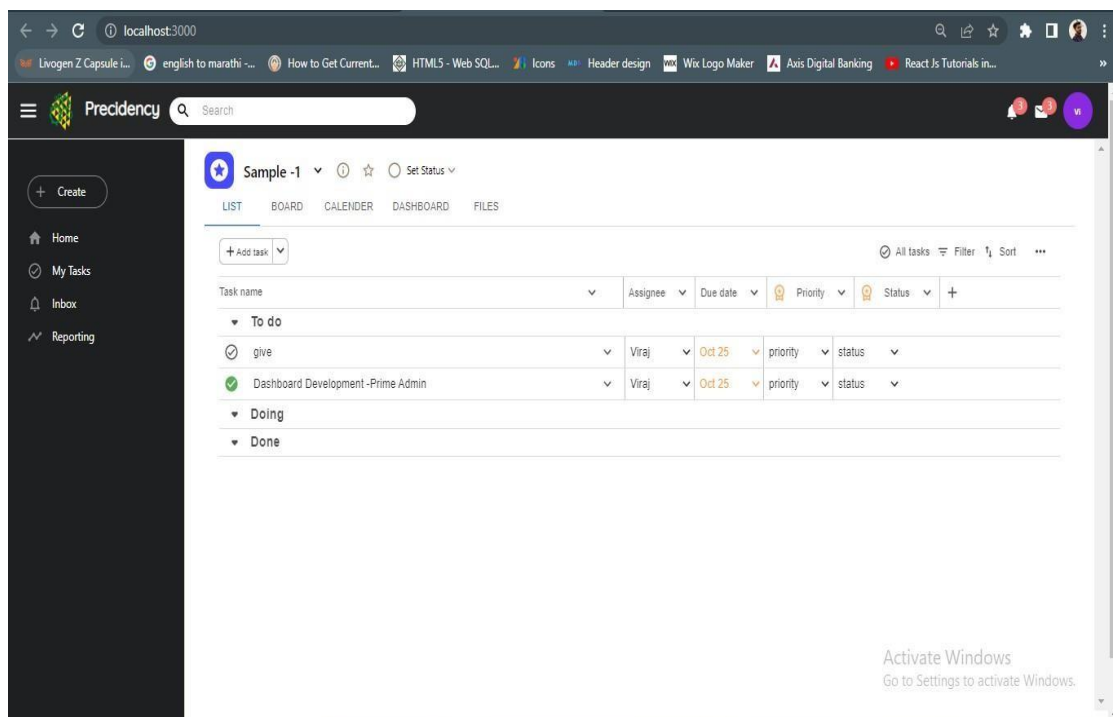 localhost:3000
Livogen Z Capsule i... english to marathi -... How to Get Current... HTML5 - Web SQL... Icons Header design Wix Logo Maker Axis Digital Banking React Js Tutorials in... »
Precidency Search 3 3 VI
Sample -1 Set Status
+ Create
LIST BOARD CALENDER DASHBOARD FILES
Home
+ Add task All tasks Filter Sort ...
My Tasks
Task name Assignee Due date Priority Status +
Inbox
To do
Reporting
give Viraj Oct 25 priority status
Dashboard Development -Prime Admin Viraj Oct 25 priority status
Doing
Done
Activate Windows
Go to Settings to activate Windows.